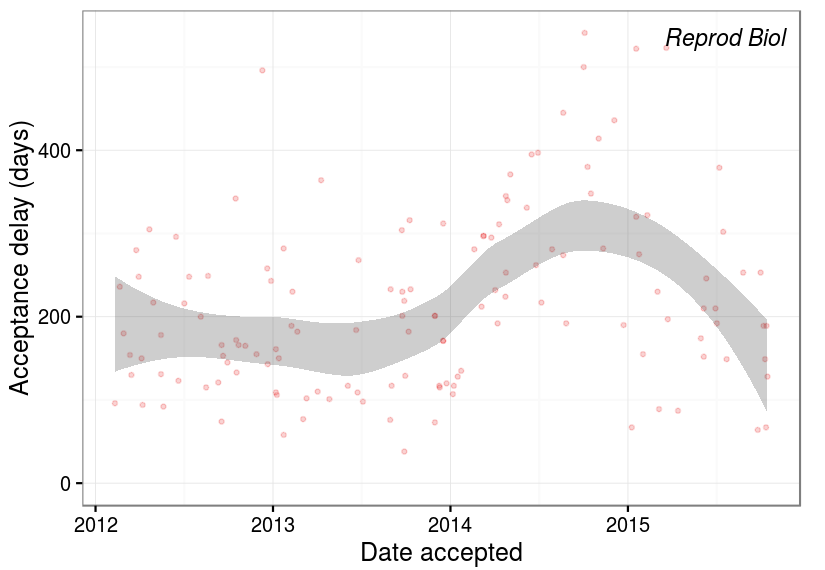 Reprod Biol
Acceptance delay (days)
400
200
0
2012 2013 2014 2015
Date accepted